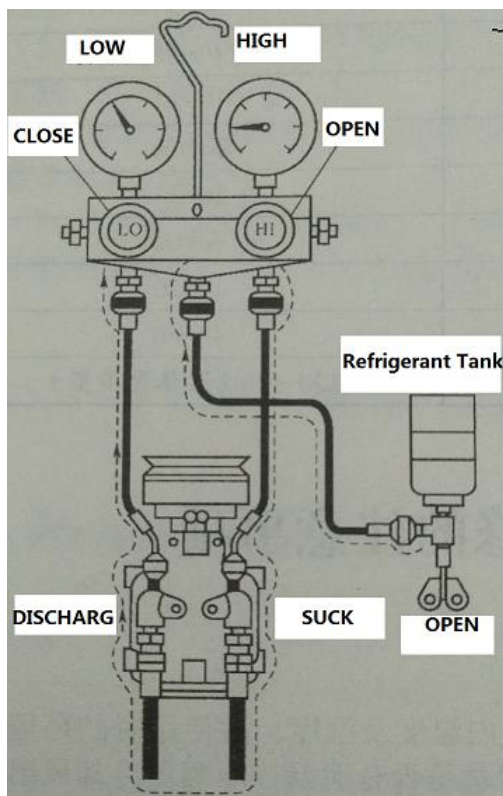 LOW
HIGH
CLOSE
OPEN
LO
HI
Refrigerant Tank
DISCHARG
SUCK
OPEN